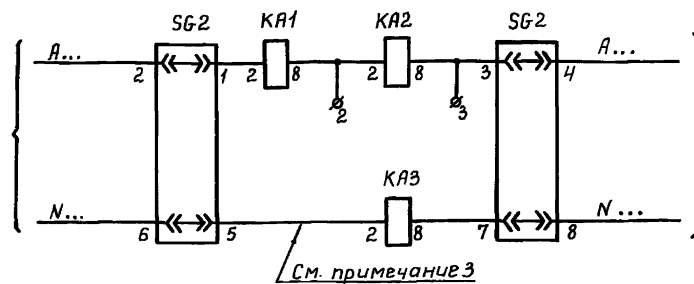 SG2 KA1 KA2 SG2
A... A...
2 1 2 8 2 8 3 4
2 3
KA3
N... N...
6 5 2 8 7 8
См. примечание 3